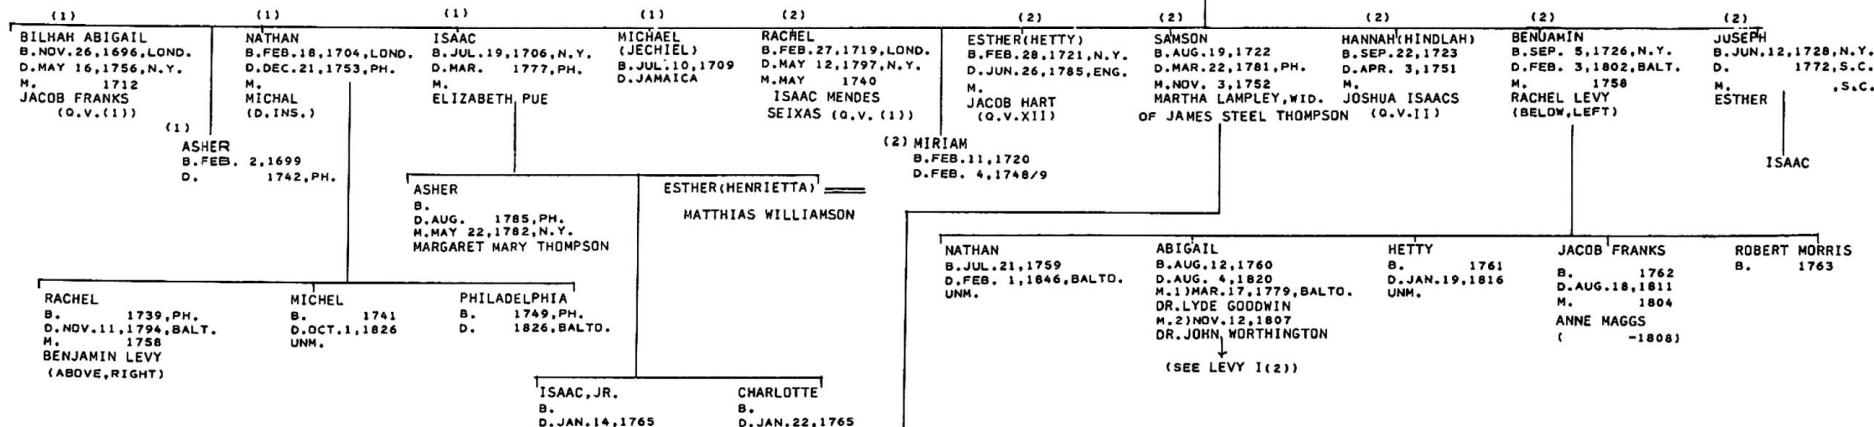 (1)
BILHAH ABIGAIL
B.NOV.26,1696,LOND.
D.MAY 16,1756,N.Y.
M. 1712
JACOB FRANKS
(Q.V.(1))
(1)
ASHER
B.FEB. 2,1699
D. 1742,PH.
(1)
NATHAN
B.FEB.18,1704,LOND.
D.DEC.21,1753,PH.
M.
MICHAL
(D.INS.)
(1)
ISAAC
B.JUL.19,1706,N.Y.
D.MAR. 1777,PH.
M.
ELIZABETH PUE
(1)
MICHAEL
(JECHIEL)
B.JUL.10,1709
D.JAMAICA
(2)
RACHEL
B.FEB.27,1719,LOND.
D.MAY 12,1797,N.Y.
M.MAY 1740
ISAAC MENDES
SEIXAS (Q.V.(1))
(2) MIRIAM
B.FEB.11,1720
D.FEB. 4,1748/9
(2)
ESTHER(HETTY)
B.FEB.28,1721,N.Y.
D.JUN.26,1785,ENG.
M.
JACOB HART
(Q.V.XII)
(2)
SAMSON
B.AUG.19,1722
D.MAR.22,1781,PH.
M.NOV. 3,1752
MARTHA LAMPLEY,WID.
OF JAMES STEEL THOMPSON
(2)
HANNAH(HINDLAH)
B.SEP.22,1723
D.APR. 3,1751
M.
JOSHUA ISAACS
(Q.V.II)
(2)
BENJAMIN
B.SEP. 5,1726,N.Y.
D.FEB. 3,1802,BALT.
M. 1758
RACHEL LEVY
(BELOW,LEFT)
(2)
JOSEPH
B.JUN.12,1728,N.Y.
D. 1772,S.C.
M. ,S.C.
ESTHER
ISAAC
ASHER
B.
D.AUG. 1785,PH.
M.MAY 22,1782,N.Y.
MARGARET MARY THOMPSON
ESTHER(HENRIETTA)
MATTHIAS WILLIAMSON
NATHAN
B.JUL.21,1759
D.FEB. 1,1846,BALTO.
UNM.
ABIGAIL
B.AUG.12,1760
D.AUG. 4,1820
M.1)MAR.17,1779,BALTO.
DR.LYDE GOODWIN
M.2)NOV.12,1807
DR.JOHN WORTHINGTON
(SEE LEVY I(2))
HETTY
B. 1761
D.JAN.19,1816
UNM.
JACOB FRANKS
B. 1762
D.AUG.18,1811
M. 1804
ANNE MAGGS
( -1808)
ROBERT MORRIS
B. 1763
RACHEL
B. 1739,PH.
D.NOV.11,1794,BALT.
M. 1758
BENJAMIN LEVY
(ABOVE,RIGHT)
MICHEL
B. 1741
D.OCT.1,1826
UNM.
PHILADELPHIA
B. 1749,PH.
D. 1826,BALTO.
ISAAC,JR.
B.
D.JAN.14,1765
CHARLOTTE
B.
D.JAN.22,1765